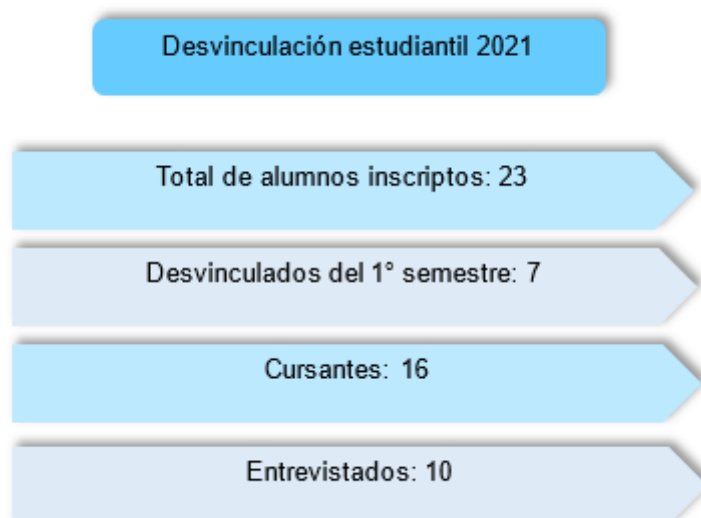 Desvinculación estudiantil 2021
Total de alumnos inscriptos: 23
Desvinculados del 1° semestre: 7
Cursantes: 16
Entrevistados: 10